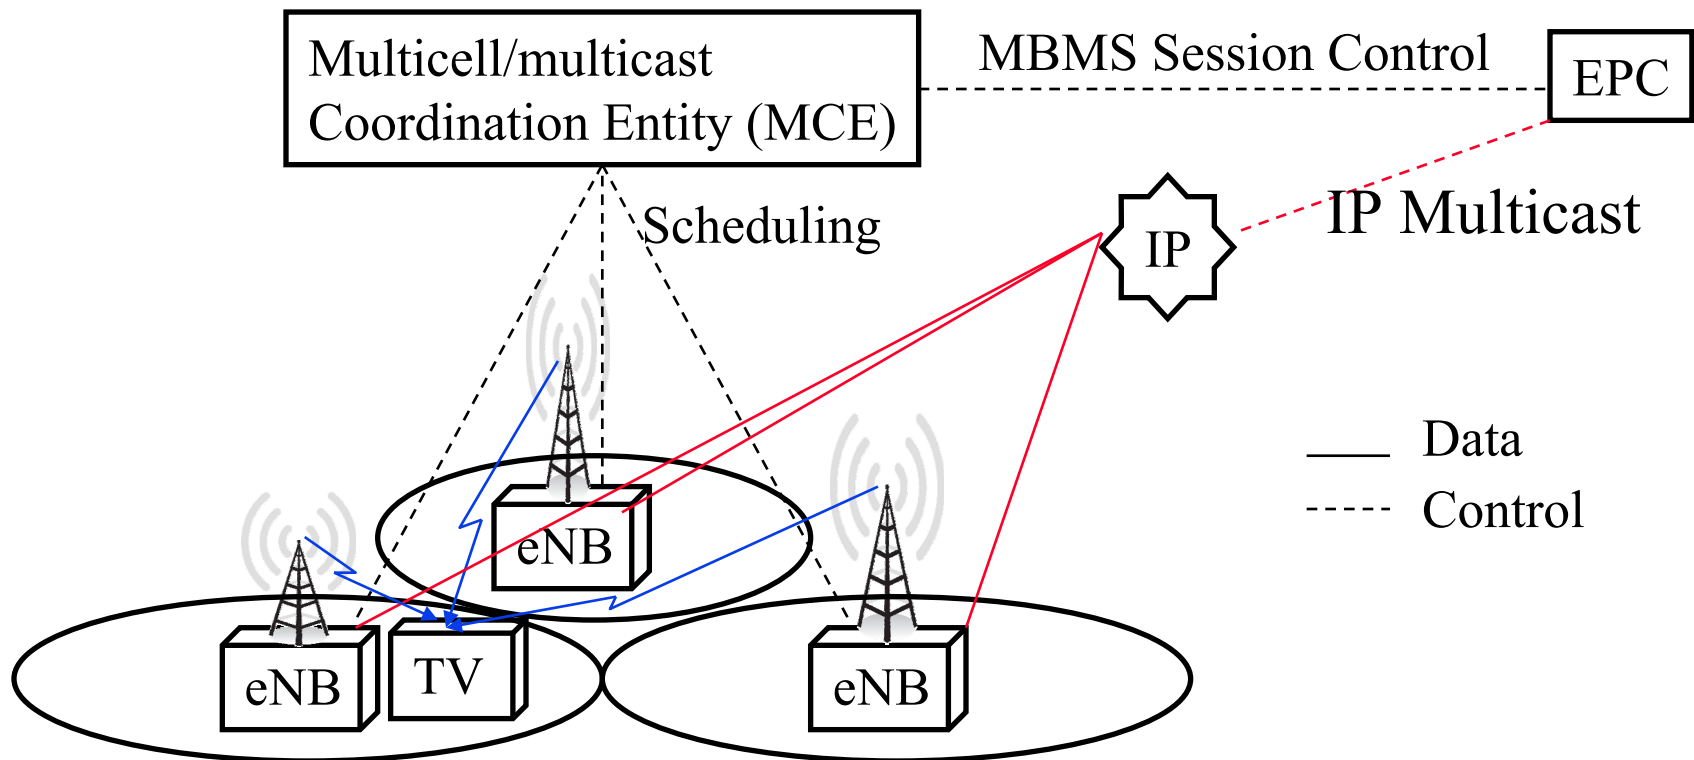 Multicell/multicast
Coordination Entity (MCE)
MBMS Session Control
EPC
Scheduling
IP
IP Multicast
Data
Control
eNB
eNB
TV
eNB